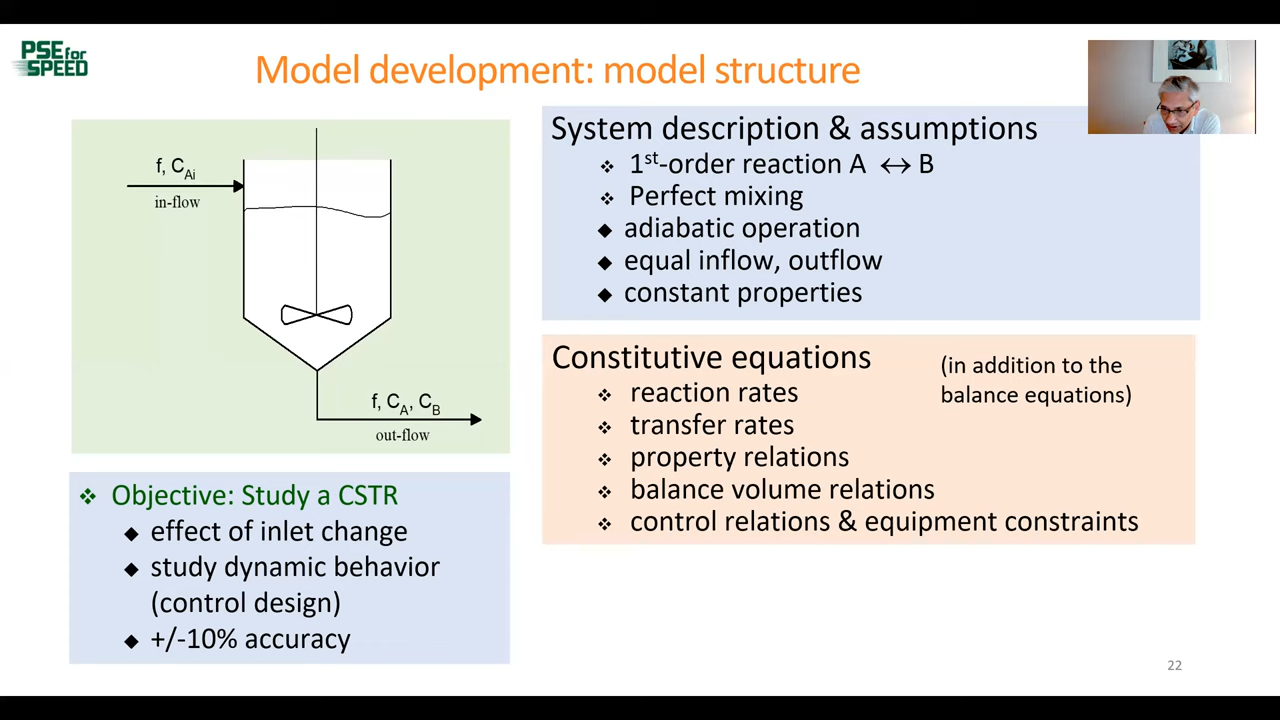 PSE for
SPEED
Model development: model structure
f, CAi
in-flow
f, CA, CB
out-flow
Objective: Study a CSTR
effect of inlet change
study dynamic behavior
(control design)
+/-10% accuracy
System description & assumptions
1st-order reaction A ↔ B
Perfect mixing
adiabatic operation
equal inflow, outflow
constant properties
Constitutive equations
(in addition to the
balance equations)
reaction rates
transfer rates
property relations
balance volume relations
control relations & equipment constraints
22